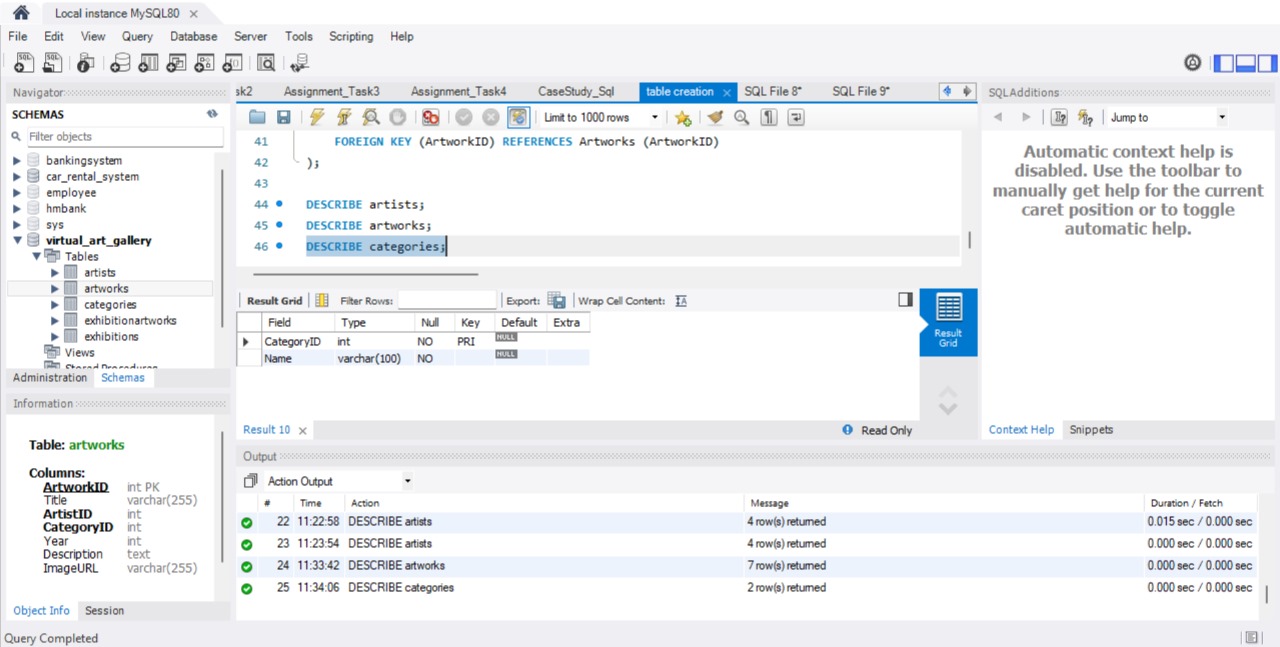 Local instance MySQL80
File Edit View Query Database Server Tools Scripting Help
Navigator
SCHEMAS
Filter objects
bankingsystem
car_rental_system
employee
hmbank
sys
virtual_art_gallery
Tables
artists
artworks
categories
exhibitionartworks
exhibitions
Views
Stored Procedures
Administration Schemas
Information
Table: artworks
Columns:
ArtworkID int PK
Title varchar(255)
ArtistID int
CategoryID int
Year int
Description text
ImageURL varchar(255)
Object Info Session
sk2 Assignment_Task3 Assignment_Task4 CaseStudy_Sql table creation SQL File 8* SQL File 9*
Limit to 1000 rows
41 FOREIGN KEY (ArtworkID) REFERENCES Artworks (ArtworkID)
42 );
43
44 DESCRIBE artists;
45 DESCRIBE artworks;
46 DESCRIBE categories;
Result Grid Filter Rows: Export: Wrap Cell Content: IA
Field Type Null Key Default Extra
CategoryID int NO PRI NULL
Name varchar(100) NO NULL
Result Grid
Result 10 Read Only
SQLAdditions
Jump to
Automatic context help is
disabled. Use the toolbar to
manually get help for the current
caret position or to toggle
automatic help.
Context Help Snippets
Output
Action Output
# Time Action Message Duration / Fetch
22 11:22:58 DESCRIBE artists 4 row(s) returned 0.015 sec / 0.000 sec
23 11:23:54 DESCRIBE artists 4 row(s) returned 0.000 sec / 0.000 sec
24 11:33:42 DESCRIBE artworks 7 row(s) returned 0.000 sec / 0.000 sec
25 11:34:06 DESCRIBE categories 2 row(s) returned 0.000 sec / 0.000 sec
Query Completed